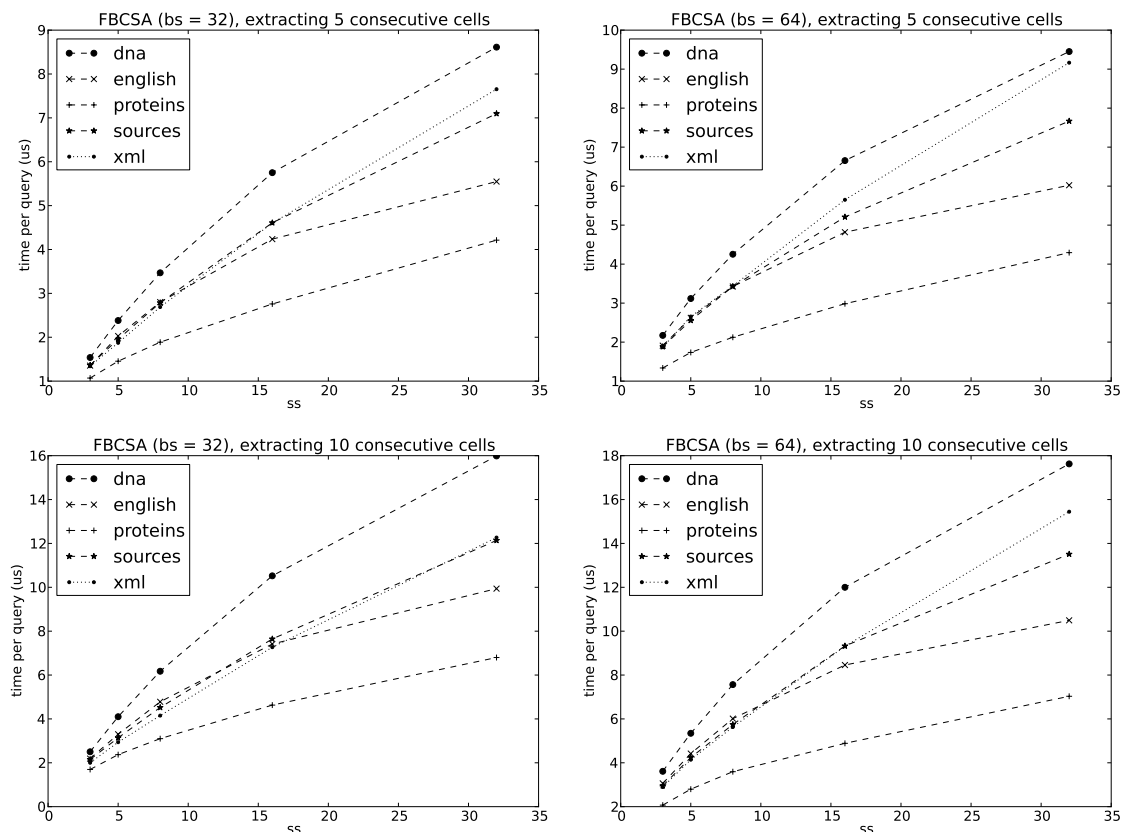 FBCSA (bs = 32), extracting 5 consecutive cells
9
8
7
6
5
4
3
2
1
time per query (us)
dna
english
proteins
sources
xml
0 5 10 15 20 25 30 35
ss
FBCSA (bs = 64), extracting 5 consecutive cells
10
9
8
7
6
5
4
3
2
1
time per query (us)
dna
english
proteins
sources
xml
0 5 10 15 20 25 30 35
ss
FBCSA (bs = 32), extracting 10 consecutive cells
16
14
12
10
8
6
4
2
0
time per query (us)
dna
english
proteins
sources
xml
0 5 10 15 20 25 30 35
ss
FBCSA (bs = 64), extracting 10 consecutive cells
18
16
14
12
10
8
6
4
2
time per query (us)
dna
english
proteins
sources
xml
0 5 10 15 20 25 30 35
ss